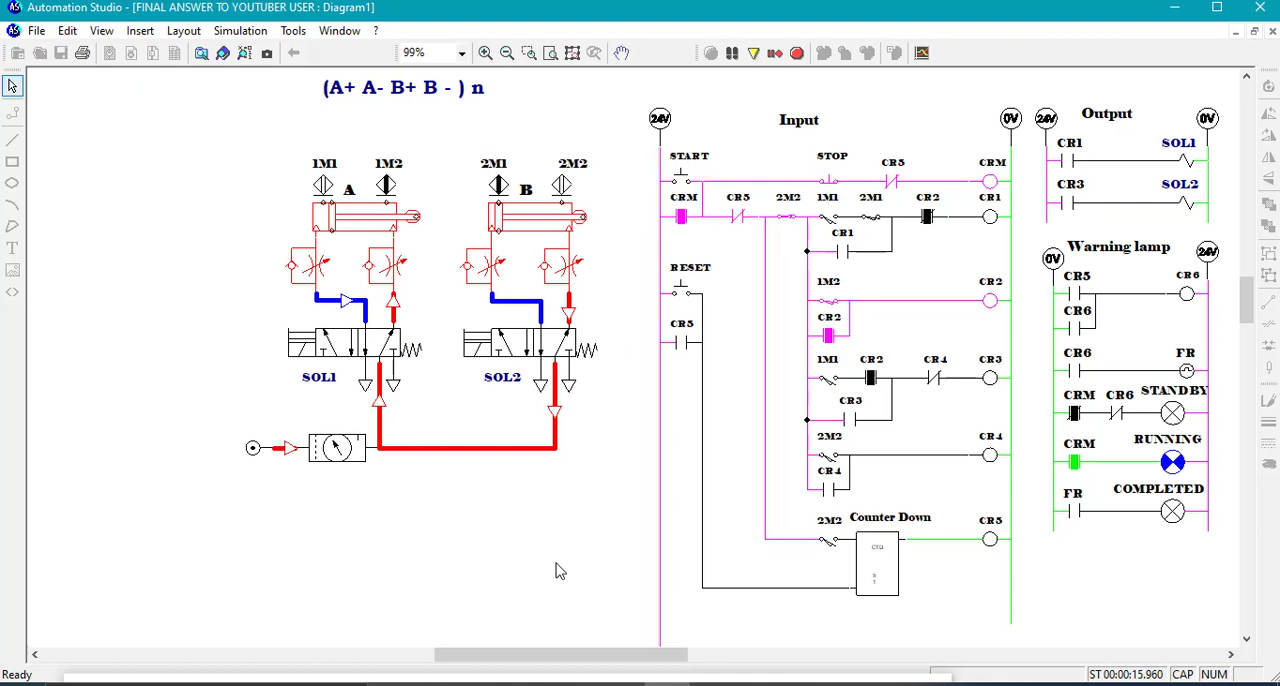 Automation Studio - [FINAL ANSWER TO YOUTUBER USER : Diagram1]
File Edit View Insert Layout Simulation Tools Window ?
99%
(A+ A- B+ B - ) n
1M1 1M2 2M1 2M2
A B
SOL1 SOL2
24V Input 0V
START STOP CR5 CRM
CRM CR5 2M2 1M1 2M1 CR2 CR1
CR1
RESET 1M2 CR2
CR5 CR2
1M1 CR2 CR4 CR3
CR3
2M2 CR4
CR4
2M2 Counter Down CR5
CTD
5
1
24V Output 0V
CR1 SOL1
CR3 SOL2
Warning lamp
0V 24V
CR5 CR6
CR6
CR6 FR
CRM CR6 STANDBY
CRM RUNNING
FR COMPLETED
Ready ST 00:00:15.960 CAP NUM